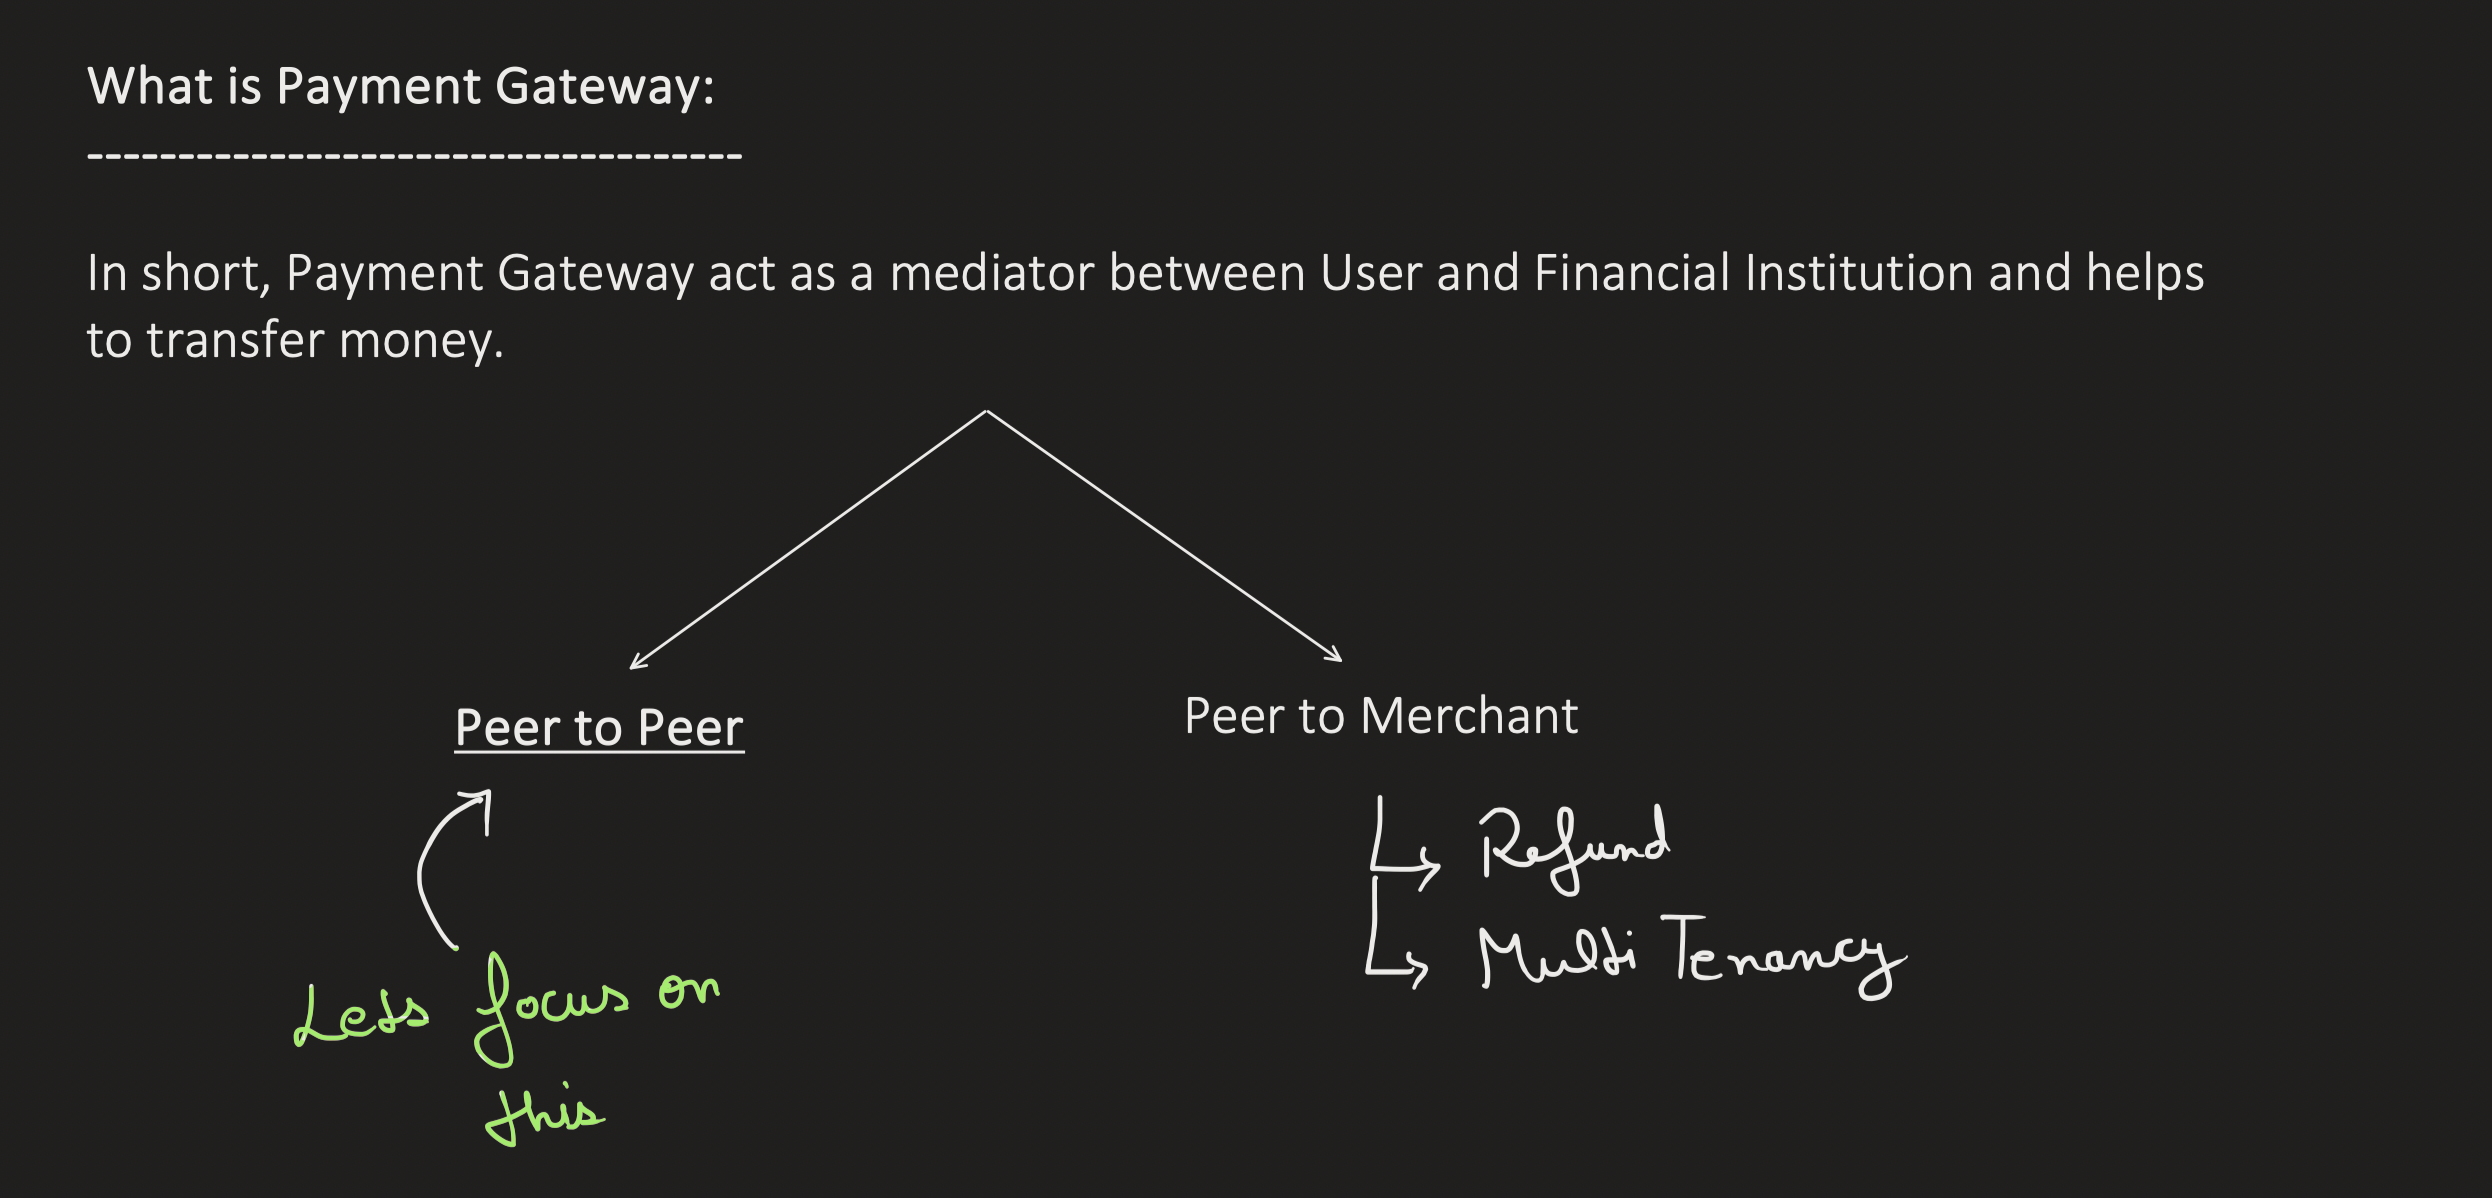 What is Payment Gateway:
------------------------------------
In short, Payment Gateway act as a mediator between User and Financial Institution and helps
to transfer money.
Peer to Peer
Peer to Merchant
Refund
Multi Tenancy
Lets focus on
this